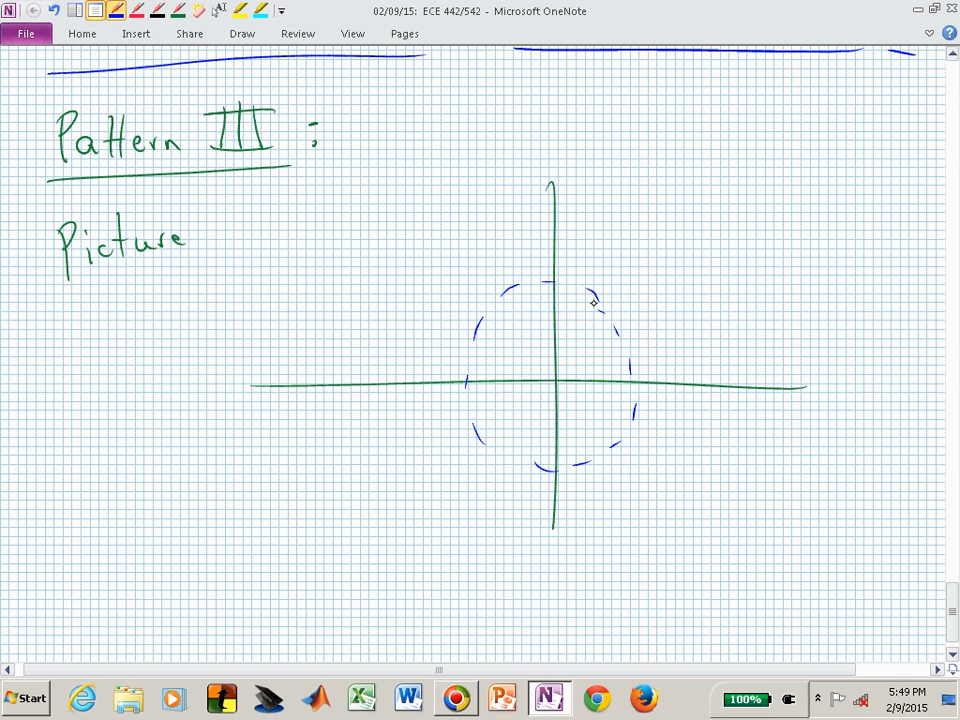 02/09/15: ECE 442/542 - Microsoft OneNote
File Home Insert Share Draw Review View Pages
Pattern III :
Picture
Start
100%
5:49 PM
2/9/2015